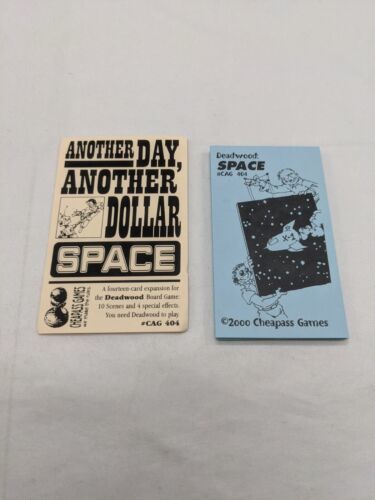 ANOTHER DAY,
ANOTHER
DOLLAR
SPACE
CHEAPASS GAMES
A fourteen-card expansion for
the Deadwood Board Game:
10 Scenes and 4 special effects.
You need Deadwood to play.
#CAG 404
Deadwood:
SPACE
#CAG 404
X-1
©2000 Cheapass Games